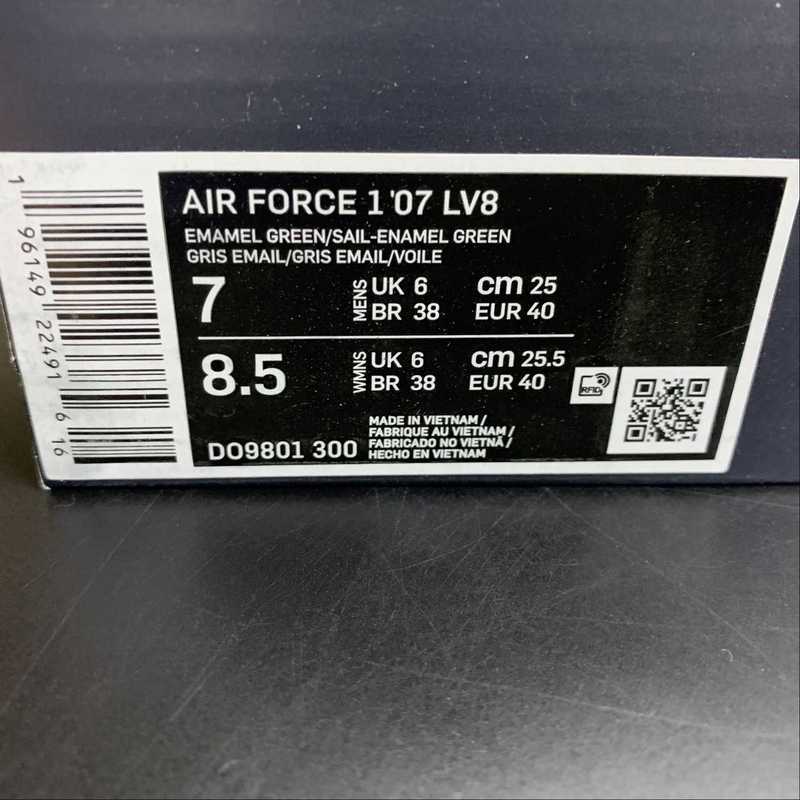 AIR FORCE 1 '07 LV8
EMAMEL GREEN/SAIL-ENAMEL GREEN
GRIS EMAIL/GRIS EMAIL/VOILE
7 MENS UK 6 cm 25
BR 38 EUR 40
8.5 WMNS UK 6 cm 25.5
BR 38 EUR 40
RFID
DO9801 300
MADE IN VIETNAM /
FABRIQUE AU VIETNAM /
FABRICADO NO VIETNÃ /
HECHO EN VIETNAM
1 96149 22491 6 16